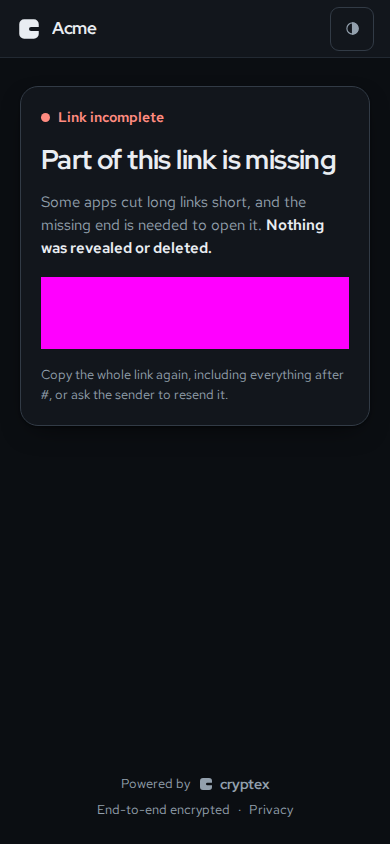 Acme
Link incomplete
Part of this link is missing
Some apps cut long links short, and the
missing end is needed to open it. Nothing
was revealed or deleted.
Copy the whole link again, including everything after
#, or ask the sender to resend it.
Powered by cryptex
End-to-end encrypted · Privacy